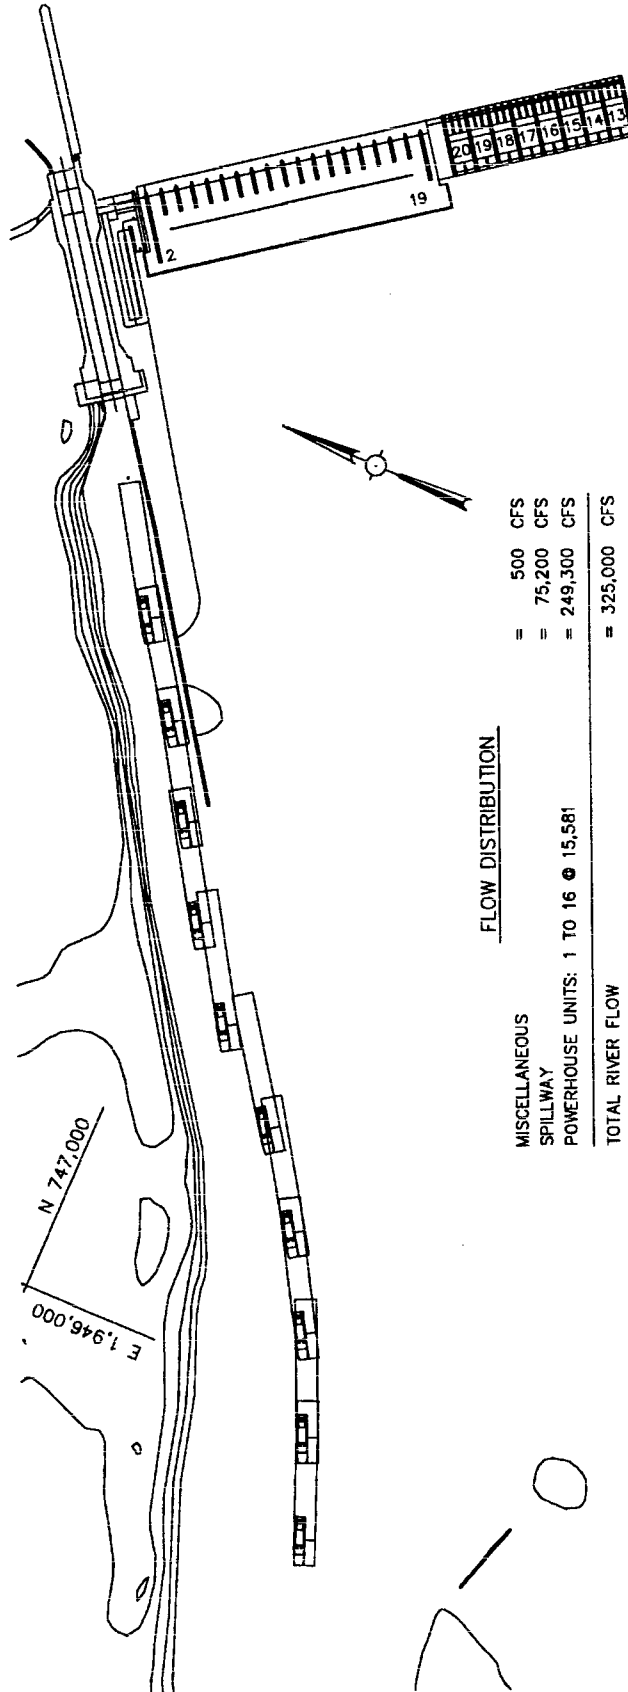 20 19 18 17 16 15 14 13
2
19
FLOW DISTRIBUTION
MISCELLANEOUS = 500 CFS
SPILLWAY = 75,200 CFS
POWERHOUSE UNITS: 1 TO 16 @ 15,581 = 249,300 CFS
TOTAL RIVER FLOW = 325,000 CFS
N 747,000
E 1,946,000